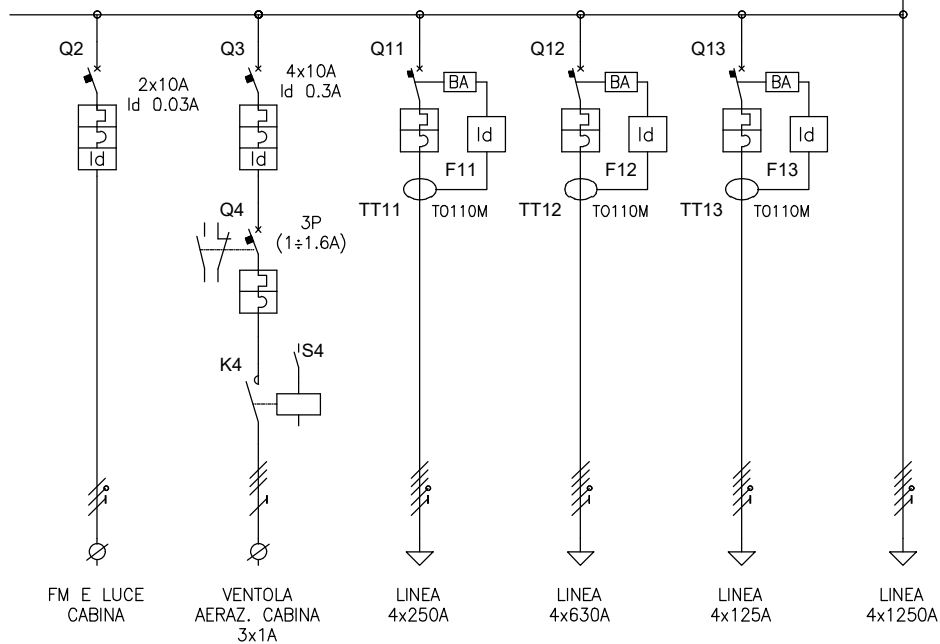 Q2
Q3
Q11
Q12
Q13
2x10A
Id 0.03A
4x10A
Id 0.3A
BA
BA
BA
Id
Id
Id
Id
Id
F11
F12
F13
Q4
3P
(1÷1.6A)
TT11
TO110M
TT12
TO110M
TT13
TO110M
K4
S4
FM E LUCE
CABINA
VENTOLA
AERAZ. CABINA
3x1A
LINEA
4x250A
LINEA
4x630A
LINEA
4x125A
LINEA
4x1250A